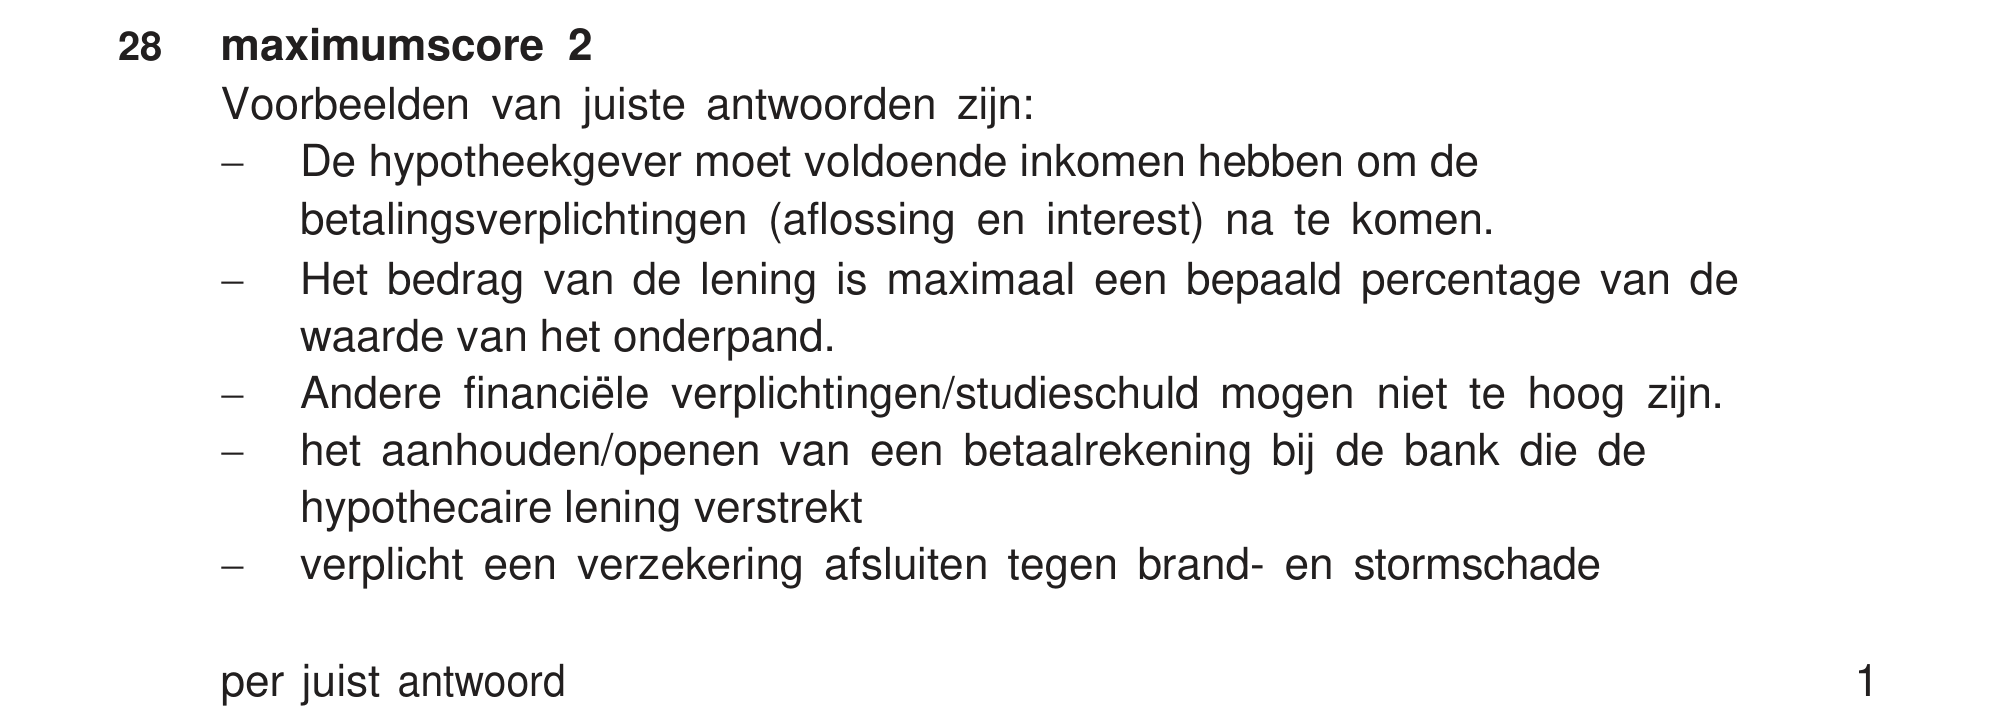 28 maximumscore 2
Voorbeelden van juiste antwoorden zijn:
– De hypotheekgever moet voldoende inkomen hebben om de
betalingsverplichtingen (aflossing en interest) na te komen.
– Het bedrag van de lening is maximaal een bepaald percentage van de
waarde van het onderpand.
– Andere financiële verplichtingen/studieschuld mogen niet te hoog zijn.
– het aanhouden/openen van een betaalrekening bij de bank die de
hypothecaire lening verstrekt
– verplicht een verzekering afsluiten tegen brand- en stormschade
per juist antwoord 1